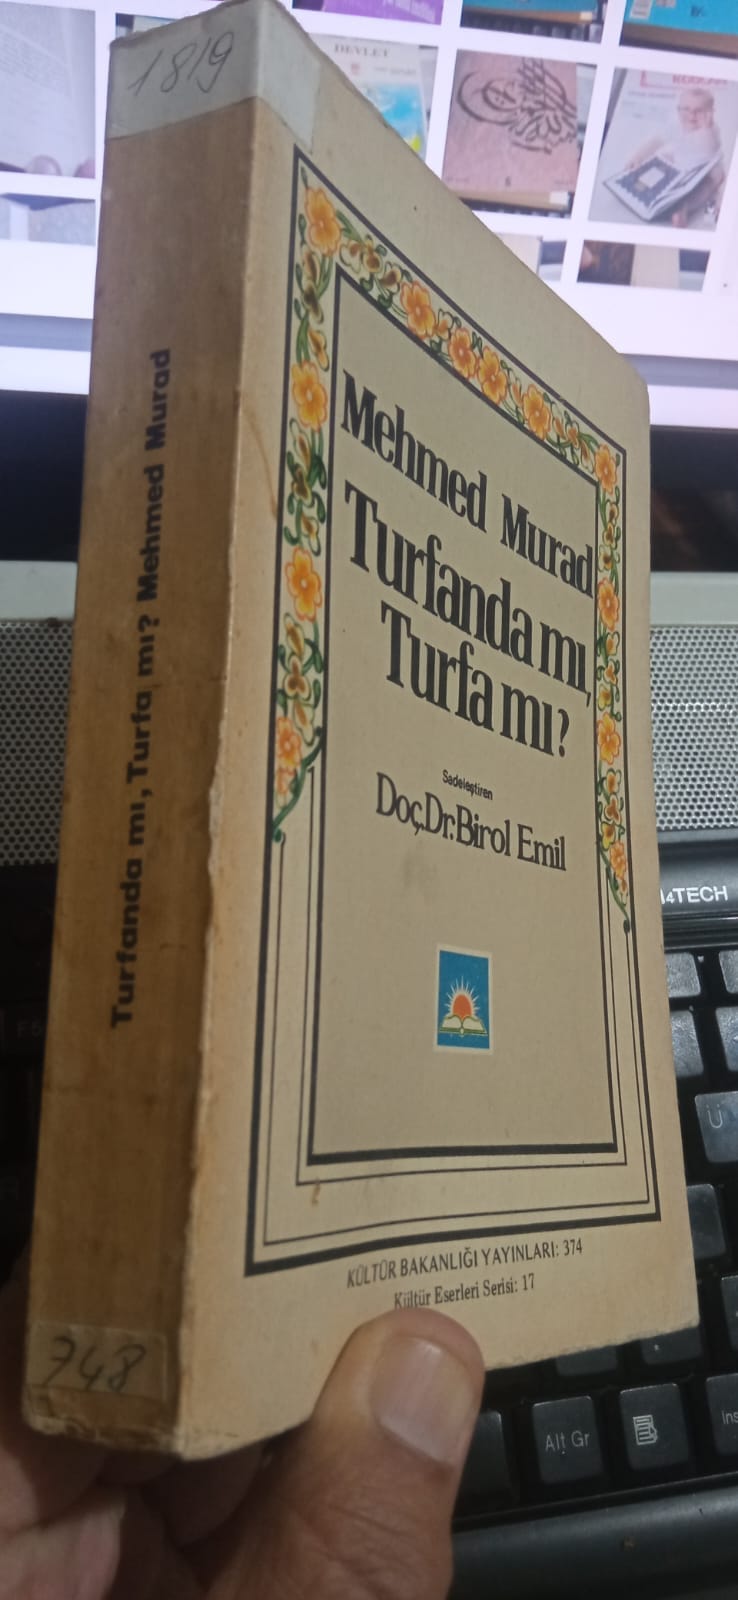 1819
Turfanda mı, Turfa mı? Mehmed Murad
748
Mehmed Murad
Turfanda mı,
Turfa mı?
Sadeleştiren
Doç.Dr.Birol Emil
KÜLTÜR BAKANLIĞI YAYINLARI: 374
Kültür Eserleri Serisi: 17
DEVLET
4TECH
Ü
Alt Gr
Ins